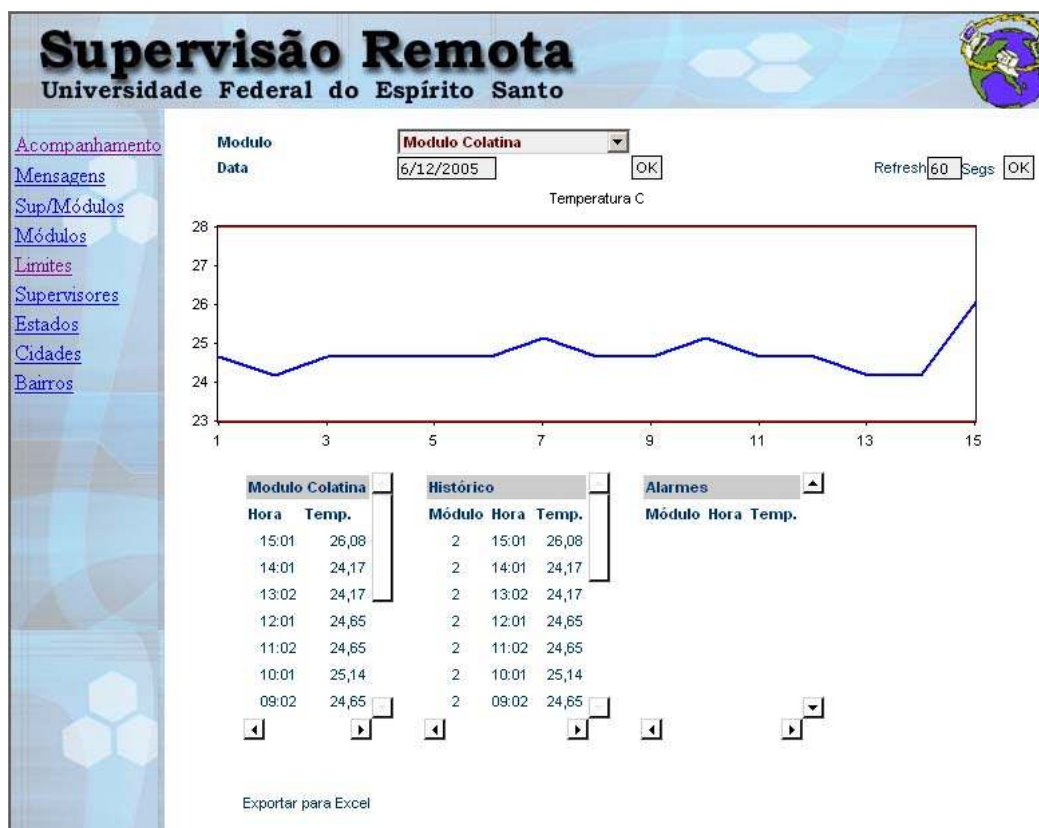 Supervisão Remota
Universidade Federal do Espírito Santo
Acompanhamento
Mensagens
Sup/Módulos
Módulos
Limites
Supervisores
Estados
Cidades
Bairros
Modulo Modulo Colatina
Data 6/12/2005 OK Refresh 60 Segs OK
Temperatura C
28
27
26
25
24
23
1 3 5 7 9 11 13 15
Modulo Colatina
Hora Temp.
15:01 26,08
14:01 24,17
13:02 24,17
12:01 24,65
11:02 24,65
10:01 25,14
09:02 24,65
Histórico
Módulo Hora Temp.
2 15:01 26,08
2 14:01 24,17
2 13:02 24,17
2 12:01 24,65
2 11:02 24,65
2 10:01 25,14
2 09:02 24,65
Alarmes
Módulo Hora Temp.
Exportar para Excel